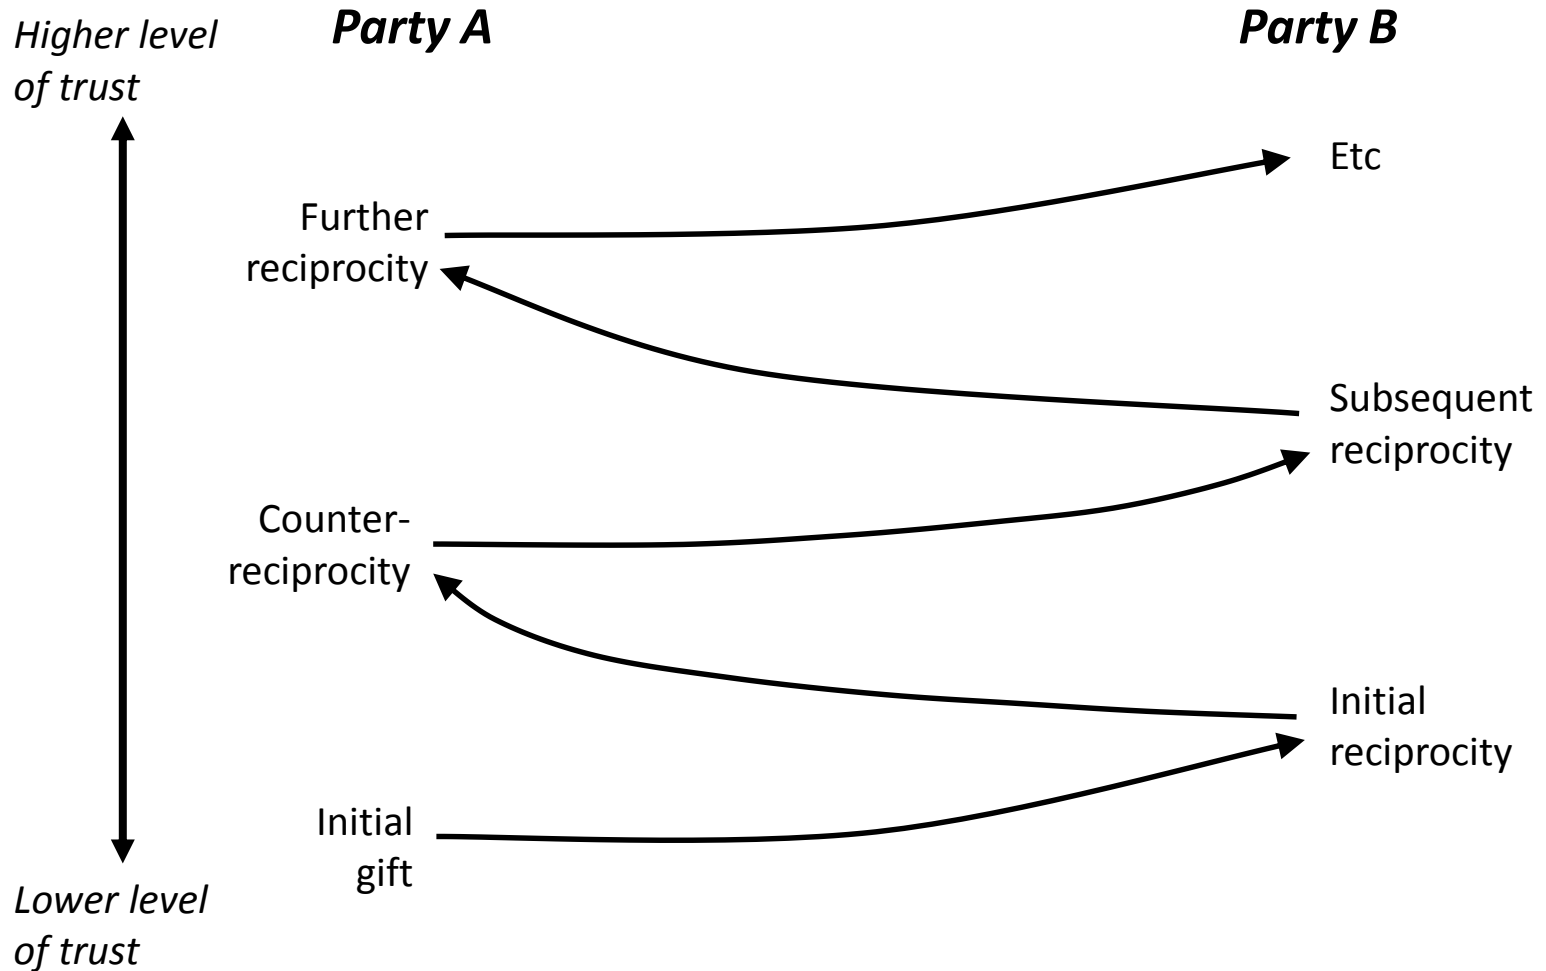 Higher level
of trust
Party A
Party B
Etc
Further
reciprocity
Subsequent
reciprocity
Counter-
reciprocity
Initial
reciprocity
Initial
gift
Lower level
of trust